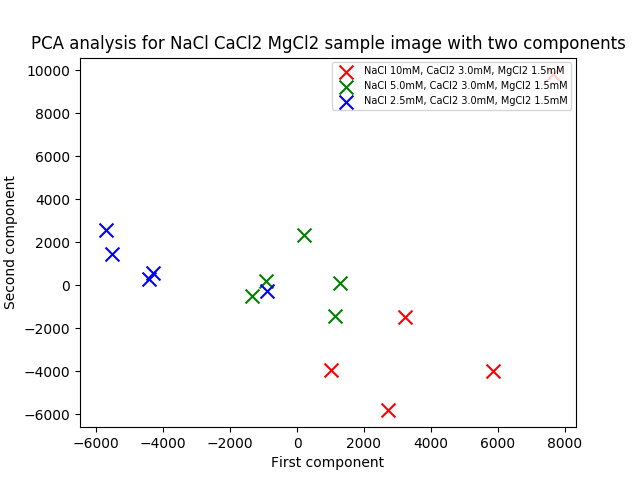 PCA analysis for NaCl CaCl2 MgCl2 sample image with two components
NaCl 10mM, CaCl2 3.0mM, MgCl2 1.5mM
NaCl 5.0mM, CaCl2 3.0mM, MgCl2 1.5mM
NaCl 2.5mM, CaCl2 3.0mM, MgCl2 1.5mM
Second component
10000
8000
6000
4000
2000
0
−2000
−4000
−6000
−6000 −4000 −2000 0 2000 4000 6000 8000
First component